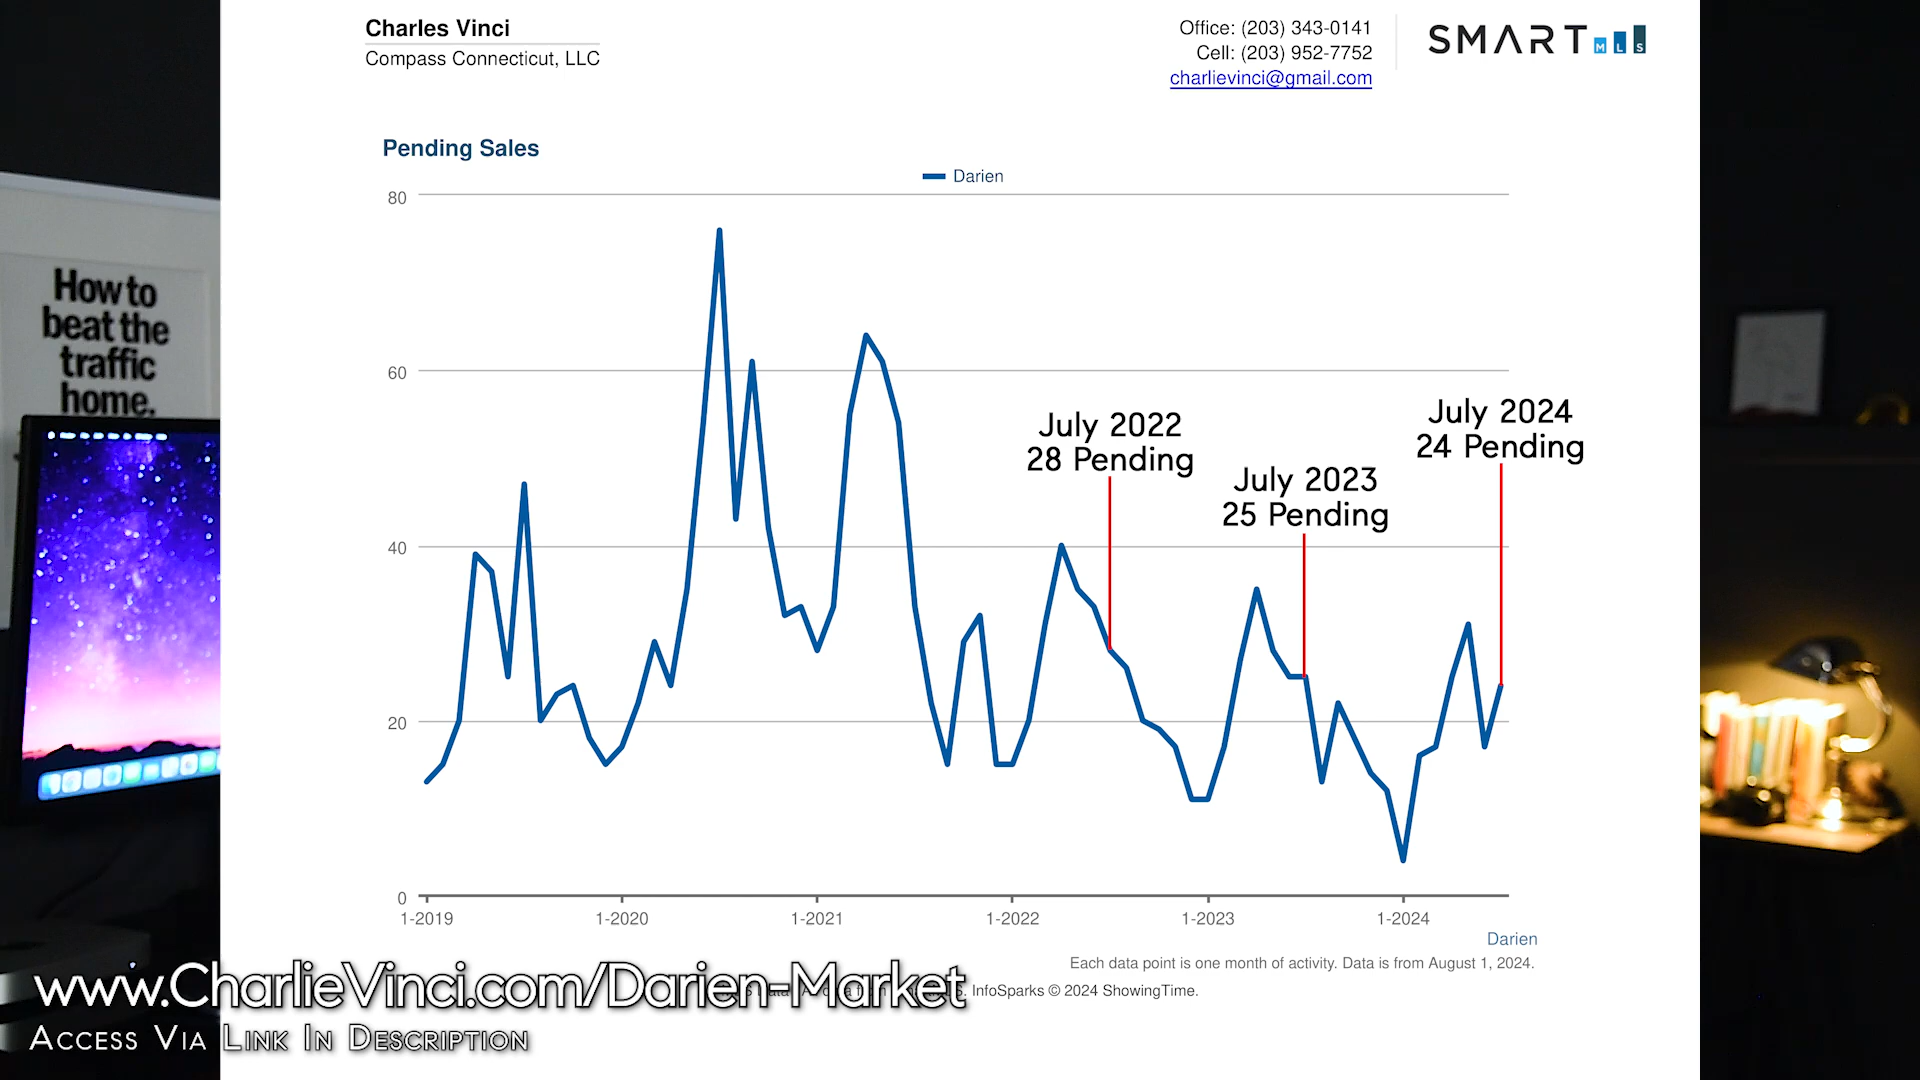 Charles Vinci
Compass Connecticut, LLC
Office: (203) 343-0141
Cell: (203) 952-7752
charlievinci@gmail.com
SMART
MLS
Pending Sales
Darien
80
60
40
20
0
July 2022
28 Pending
July 2023
25 Pending
July 2024
24 Pending
1-2019
1-2020
1-2021
1-2022
1-2023
1-2024
Darien
Each data point is one month of activity. Data is from August 1, 2024.
InfoSparks © 2024 ShowingTime.
How to
beat the
traffic
home.
www.CharlieVinci.com/Darien-Market
Access Via Link In Description